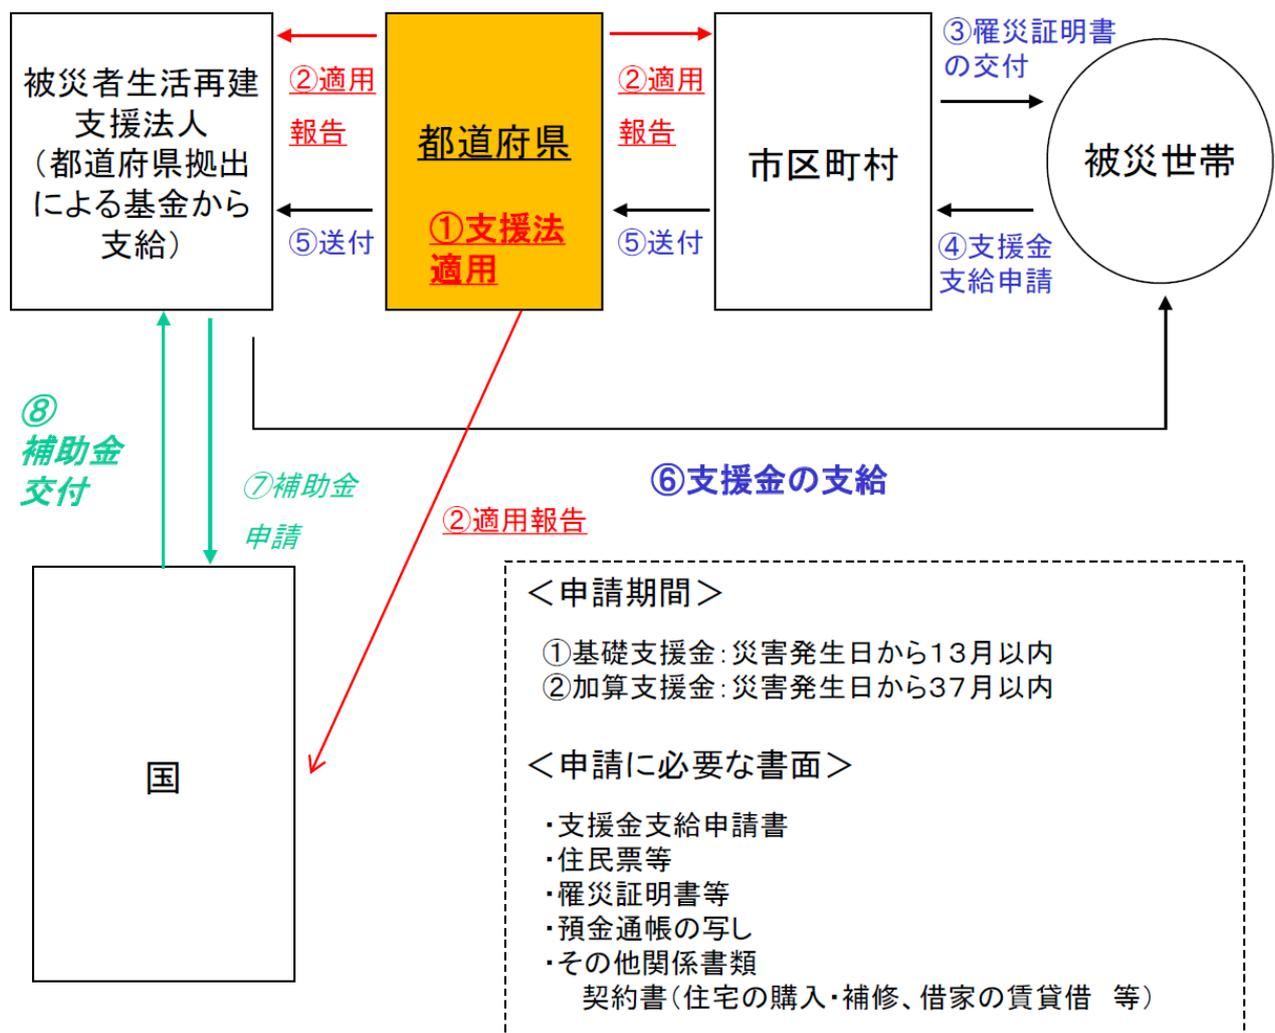 被災者生活再建
支援法人
（都道府県拠出
による基金から
支給）
②適用
報告
⑤送付
都道府県
①支援法
適用
②適用
報告
⑤送付
市区町村
③罹災証明書
の交付
④支援金
支給申請
被災世帯
⑧
補助金
交付
⑦補助金
申請
②適用報告
⑥支援金の支給
国
＜申請期間＞
①基礎支援金：災害発生日から１３月以内
②加算支援金：災害発生日から３７月以内
＜申請に必要な書面＞
・支援金支給申請書
・住民票等
・罹災証明書等
・預金通帳の写し
・その他関係書類
契約書（住宅の購入・補修、借家の賃貸借　等）